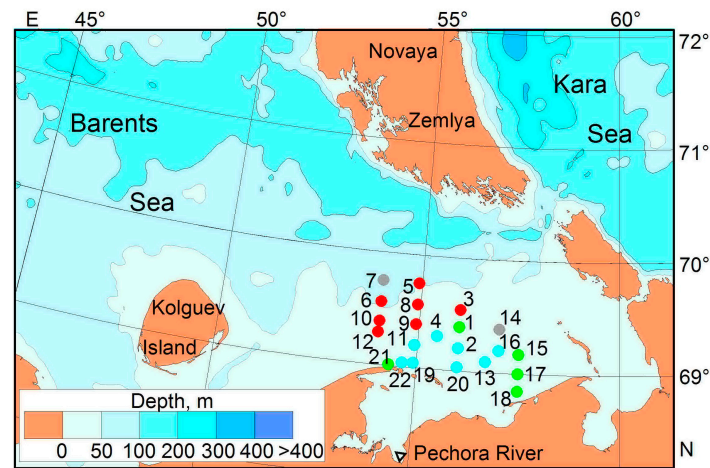 E 45° 50° 55° 60°
72°
Novaya
Kara
Barents
Zemlya
Sea
71°
Sea
70°
7 5
6 8 3 14
Kolguev
10 9 4 1
12 11 2 16 15
Island
21
69°
22 19 20 13 17
18
Depth, m
0 50 100 200 300 400 >400
Pechora River
N